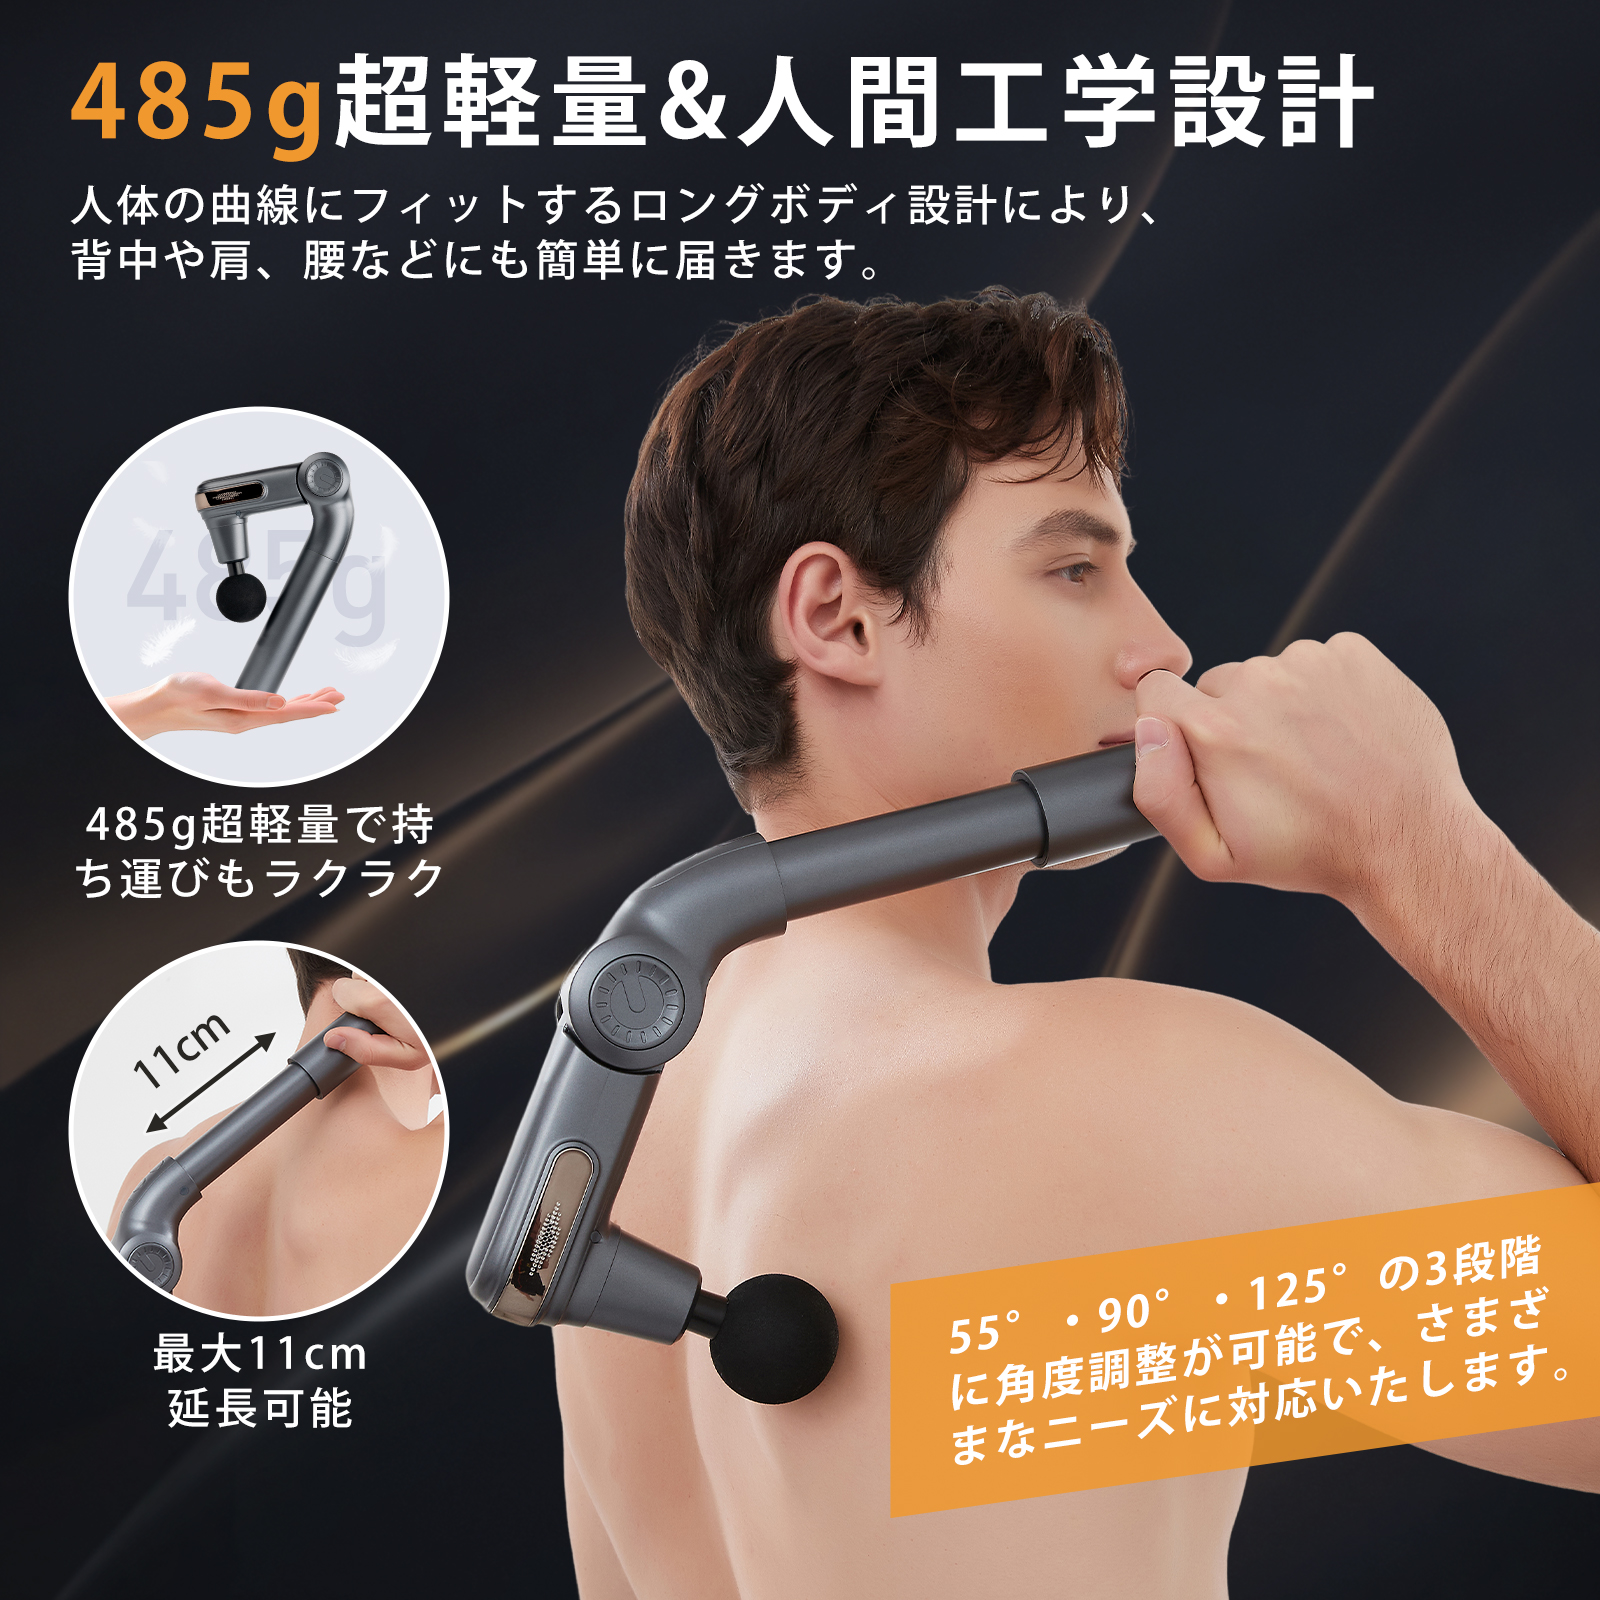 485g超軽量&人間工学設計
人体の曲線にフィットするロングボディ設計により、
背中や肩、腰などにも簡単に届きます。
485g
485g超軽量で持
ち運びもラクラク
11cm
最大11cm
延長可能
55°・90°・125°の3段階
に角度調整が可能で、さまざ
まなニーズに対応いたします。